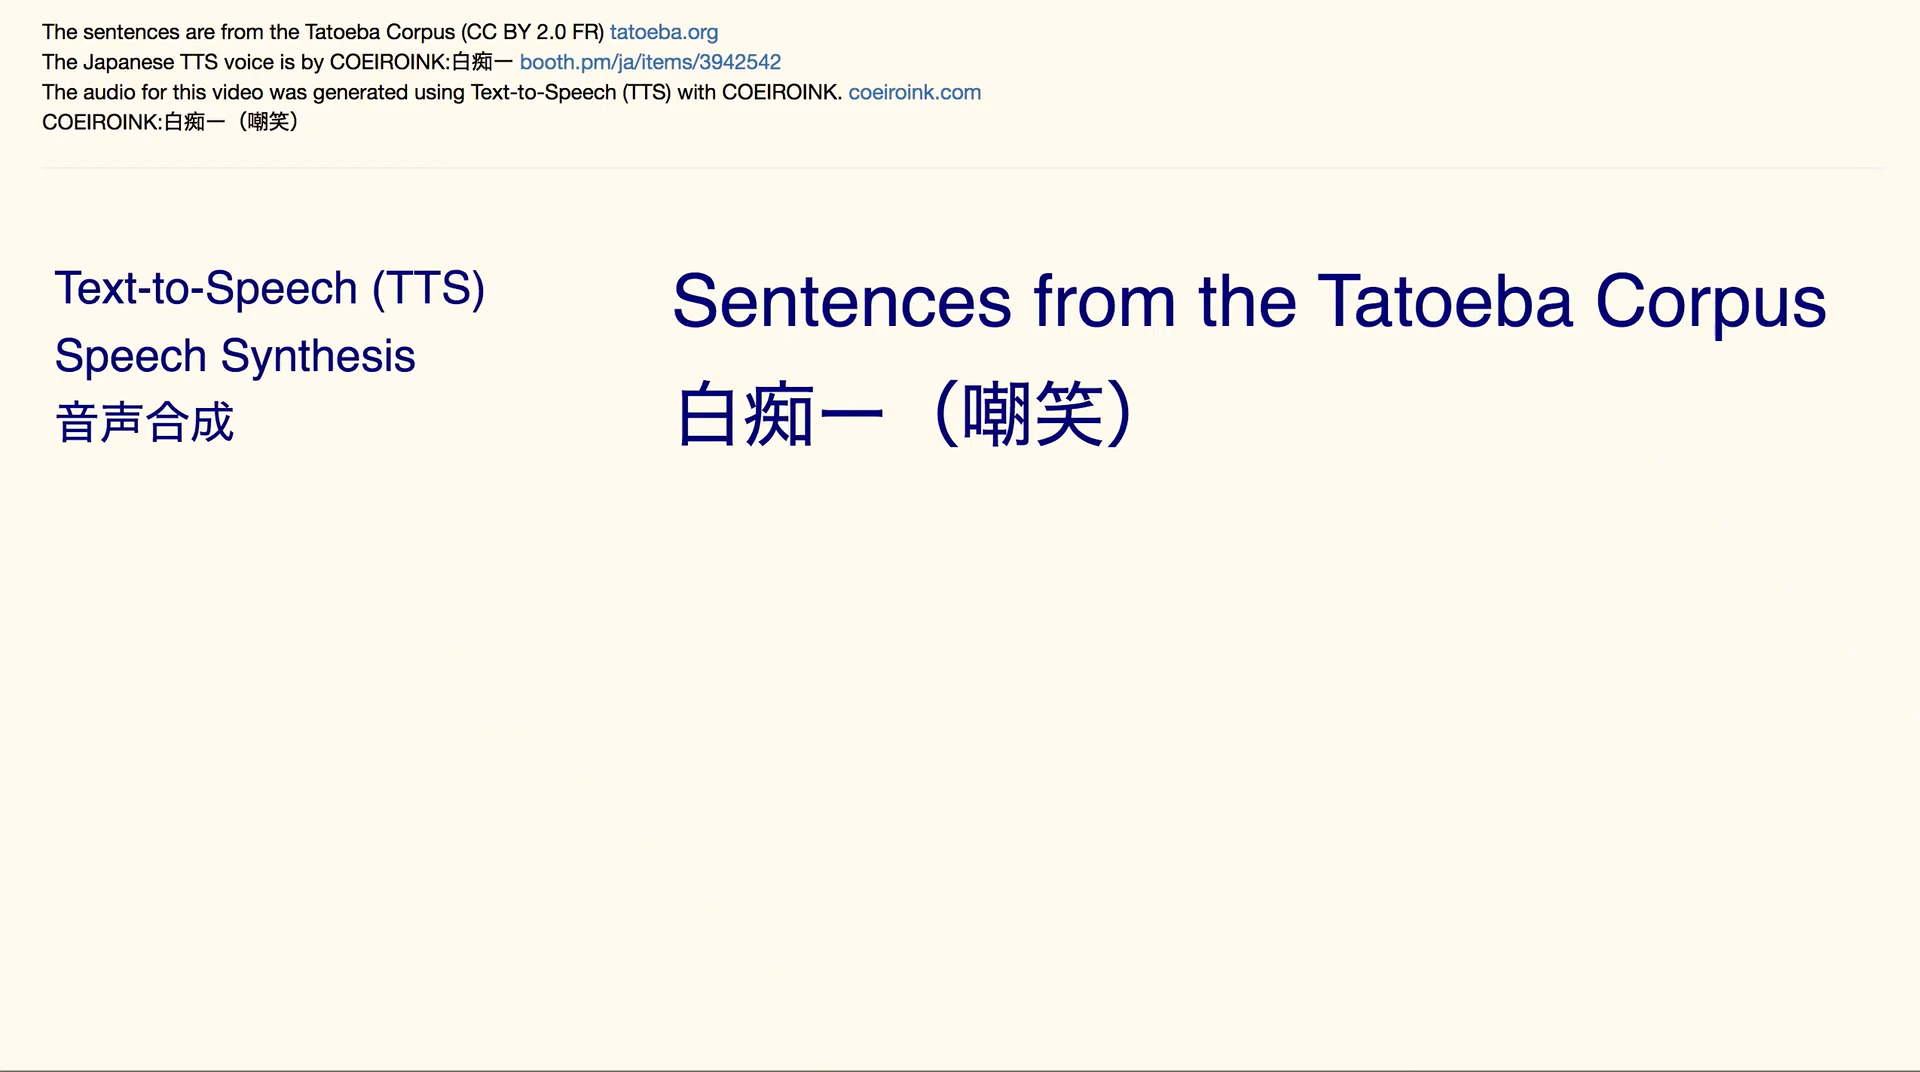 The sentences are from the Tatoeba Corpus (CC BY 2.0 FR) tatoeba.org
The Japanese TTS voice is by COEIROINK:白痴一 booth.pm/ja/items/3942542
The audio for this video was generated using Text-to-Speech (TTS) with COEIROINK. coeiroink.com
COEIROINK:白痴一（嘲笑）
Text-to-Speech (TTS)
Speech Synthesis
音声合成
Sentences from the Tatoeba Corpus
白痴一（嘲笑）